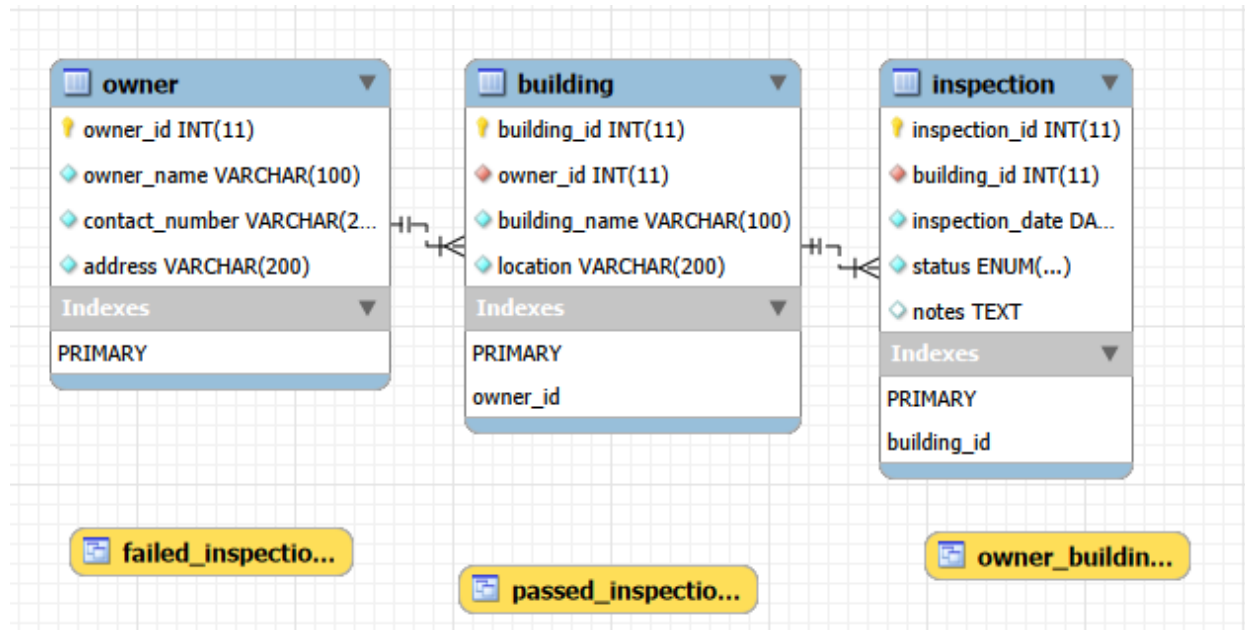 owner
owner_id INT(11)
owner_name VARCHAR(100)
contact_number VARCHAR(2...
address VARCHAR(200)
Indexes
PRIMARY
building
building_id INT(11)
owner_id INT(11)
building_name VARCHAR(100)
location VARCHAR(200)
Indexes
PRIMARY
owner_id
inspection
inspection_id INT(11)
building_id INT(11)
inspection_date DA...
status ENUM(...)
notes TEXT
Indexes
PRIMARY
building_id
failed_inspectio...
passed_inspectio...
owner_buildin...